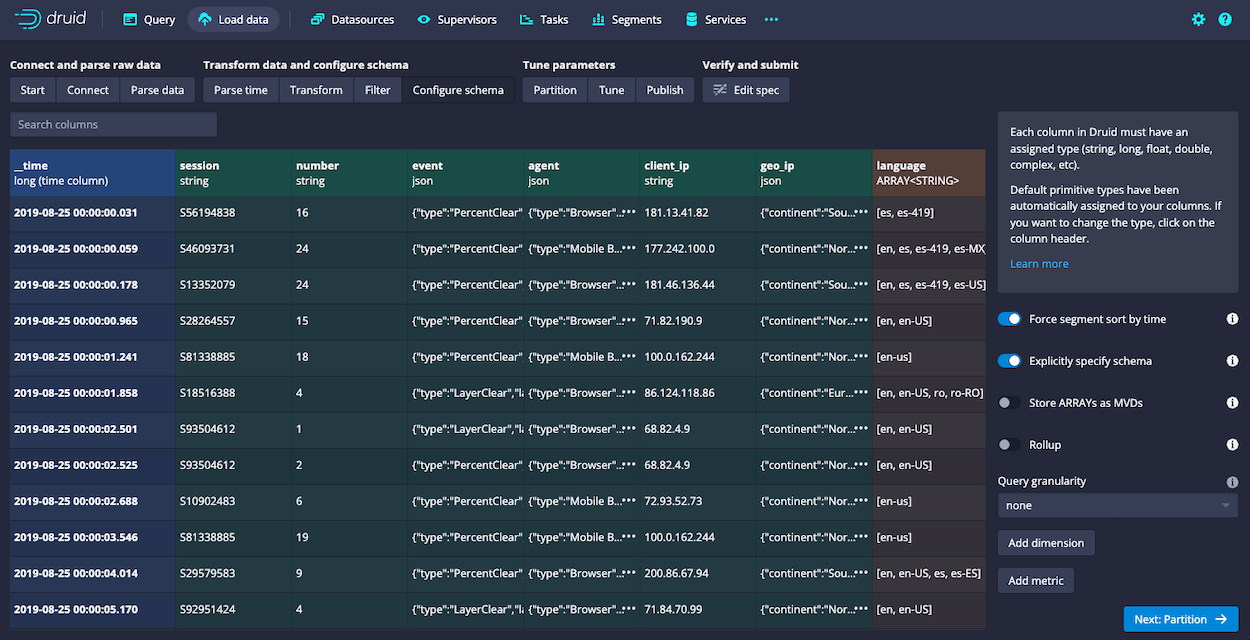 druid Query Load data Datasources Supervisors Tasks Segments Services
Connect and parse raw data Transform data and configure schema Tune parameters Verify and submit
Start Connect Parse data Parse time Transform Filter Configure schema Partition Tune Publish Edit spec
Search columns
__time session number event agent client_ip geo_ip language
long (time column) string string json json string json ARRAY<STRING>
2019-08-25 00:00:00.031 S56194838 16 {"type":"PercentClear" {"type":"Browser"...••• 181.13.41.82 {"continent":"Sou...••• [es, es-419]
2019-08-25 00:00:00.059 S46093731 24 {"type":"PercentClear" {"type":"Mobile B...••• 177.242.100.0 {"continent":"Nor...••• [en, es, es-419, es-MX
2019-08-25 00:00:00.178 S13352079 24 {"type":"PercentClear" {"type":"Browser"...••• 181.46.136.44 {"continent":"Sou...••• [en, es, es-419, es-US]
2019-08-25 00:00:00.965 S28264557 15 {"type":"PercentClear" {"type":"Browser"...••• 71.82.190.9 {"continent":"Nor...••• [en, en-US]
2019-08-25 00:00:01.241 S81338885 18 {"type":"PercentClear" {"type":"Mobile B...••• 100.0.162.244 {"continent":"Nor...••• [en-us]
2019-08-25 00:00:01.858 S18516388 4 {"type":"LayerClear","la {"type":"Browser"...••• 86.124.118.86 {"continent":"Eur...••• [en, en-US, ro, ro-RO]
2019-08-25 00:00:02.501 S93504612 1 {"type":"LayerClear","la {"type":"Browser"...••• 68.82.4.9 {"continent":"Nor...••• [en, en-US]
2019-08-25 00:00:02.525 S93504612 2 {"type":"PercentClear" {"type":"Browser"...••• 68.82.4.9 {"continent":"Nor...••• [en, en-US]
2019-08-25 00:00:02.688 S10902483 6 {"type":"PercentClear" {"type":"Mobile B...••• 72.93.52.73 {"continent":"Nor...••• [en-us]
2019-08-25 00:00:03.546 S81338885 19 {"type":"PercentClear" {"type":"Mobile B...••• 100.0.162.244 {"continent":"Nor...••• [en-us]
2019-08-25 00:00:04.014 S29579583 9 {"type":"PercentClear" {"type":"Browser"...••• 200.86.67.94 {"continent":"Sou...••• [en, en-US, es, es-ES]
2019-08-25 00:00:05.170 S92951424 4 {"type":"LayerClear","la {"type":"Browser"...••• 71.84.70.99 {"continent":"Nor...••• [en, en-US]
Each column in Druid must have an
assigned type (string, long, float, double,
complex, etc).
Default primitive types have been
automatically assigned to your columns. If
you want to change the type, click on the
column header.
Learn more
Force segment sort by time
Explicitly specify schema
Store ARRAYs as MVDs
Rollup
Query granularity
none
Add dimension
Add metric
Next: Partition